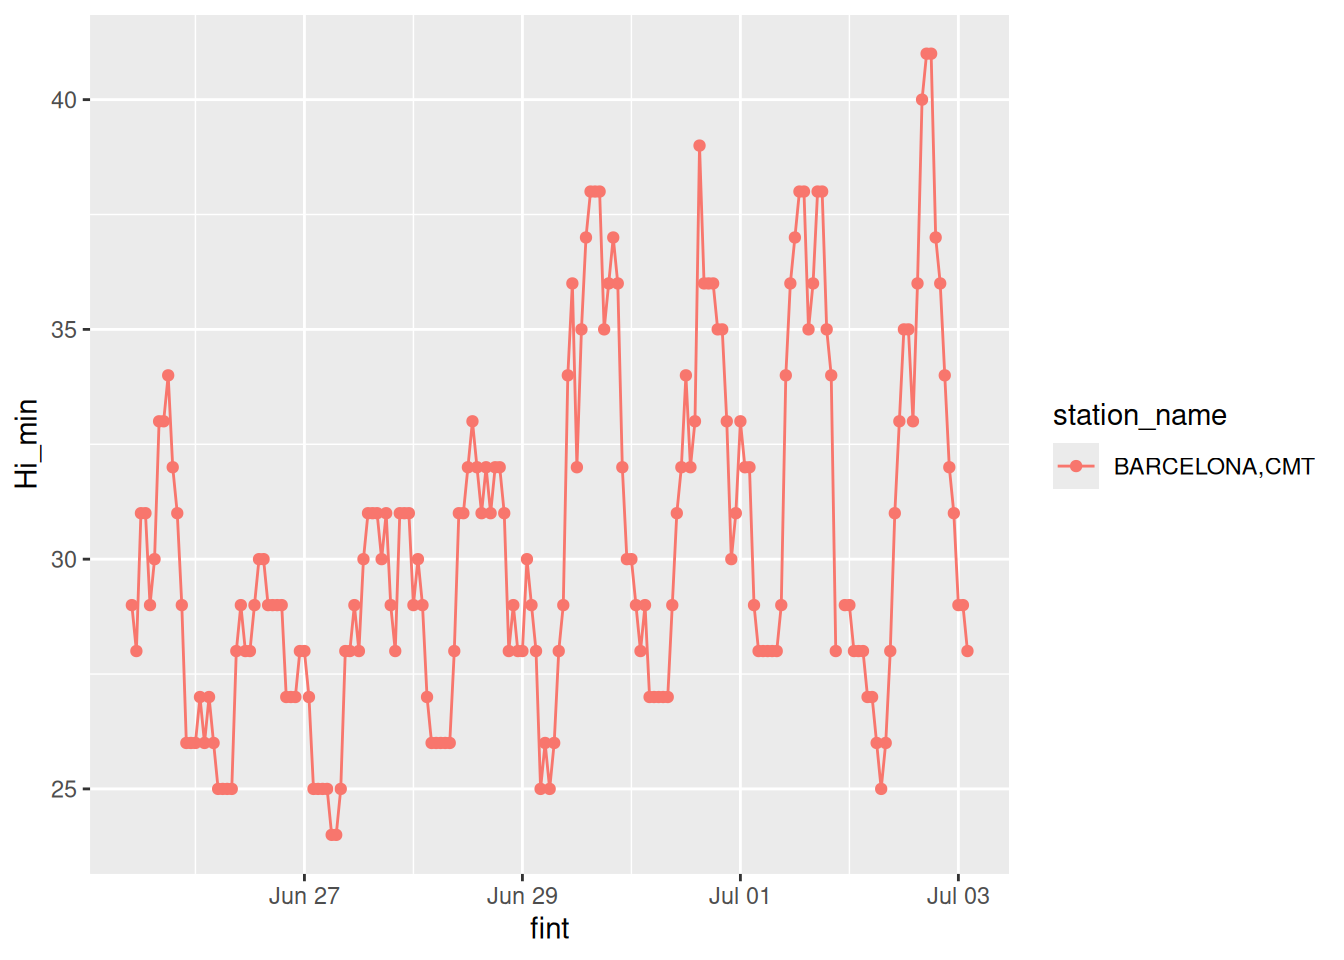 40
35
30
25
Hi_min
Jun 27
Jun 29
Jul 01
Jul 03
fint
station_name
BARCELONA,CMT